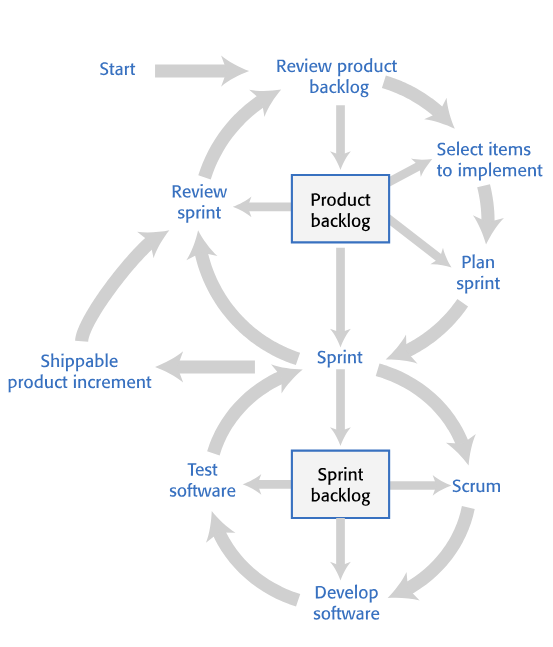 Start
Review product
backlog
Select items
to implement
Review
sprint
Product
backlog
Plan
sprint
Shippable
product increment
Sprint
Test
software
Sprint
backlog
Scrum
Develop
software